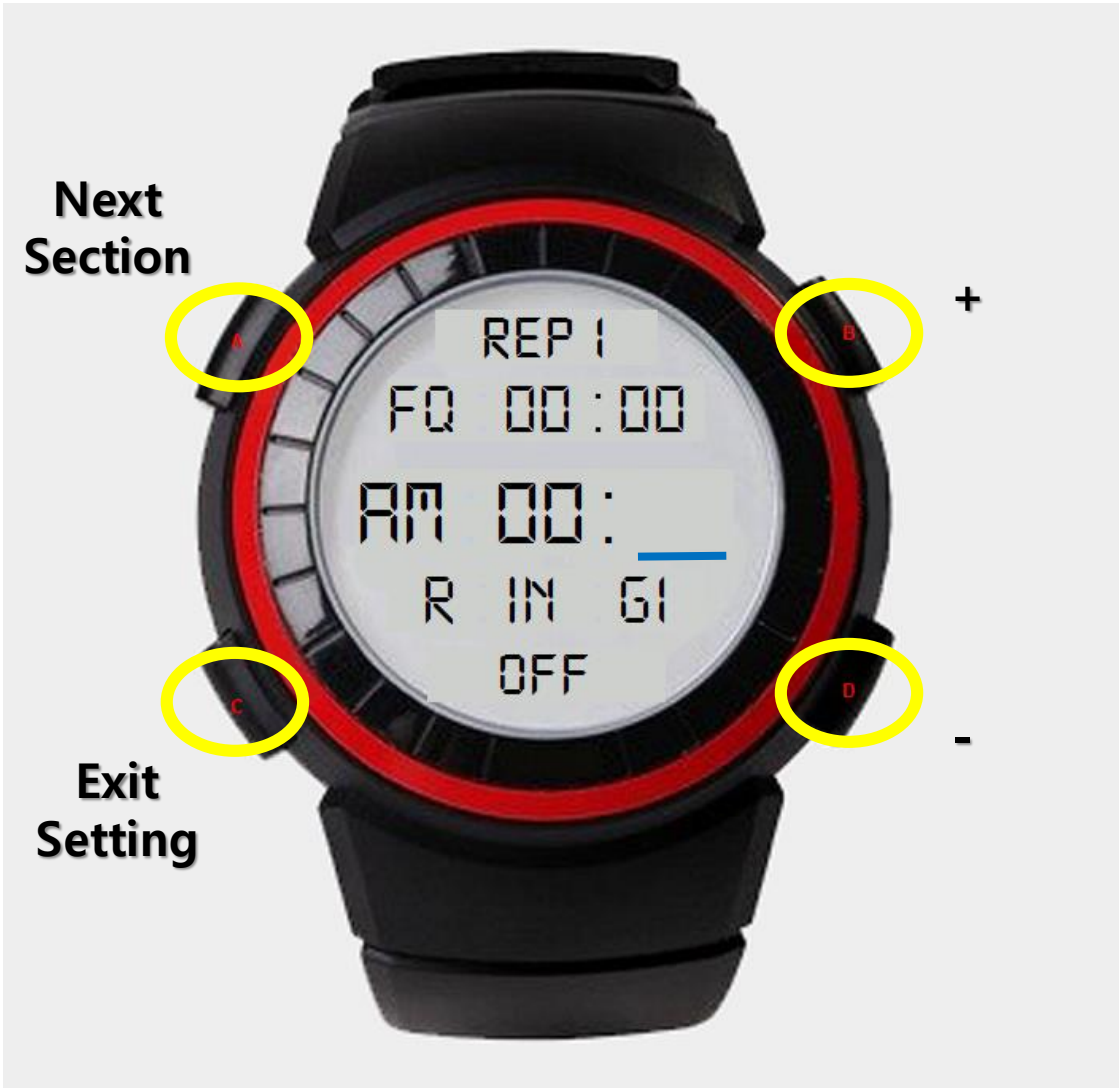 Next
Section
A
B
+
REP 1
FQ 00:00
AM 00:
R IN G1
OFF
C
D
-
Exit
Setting